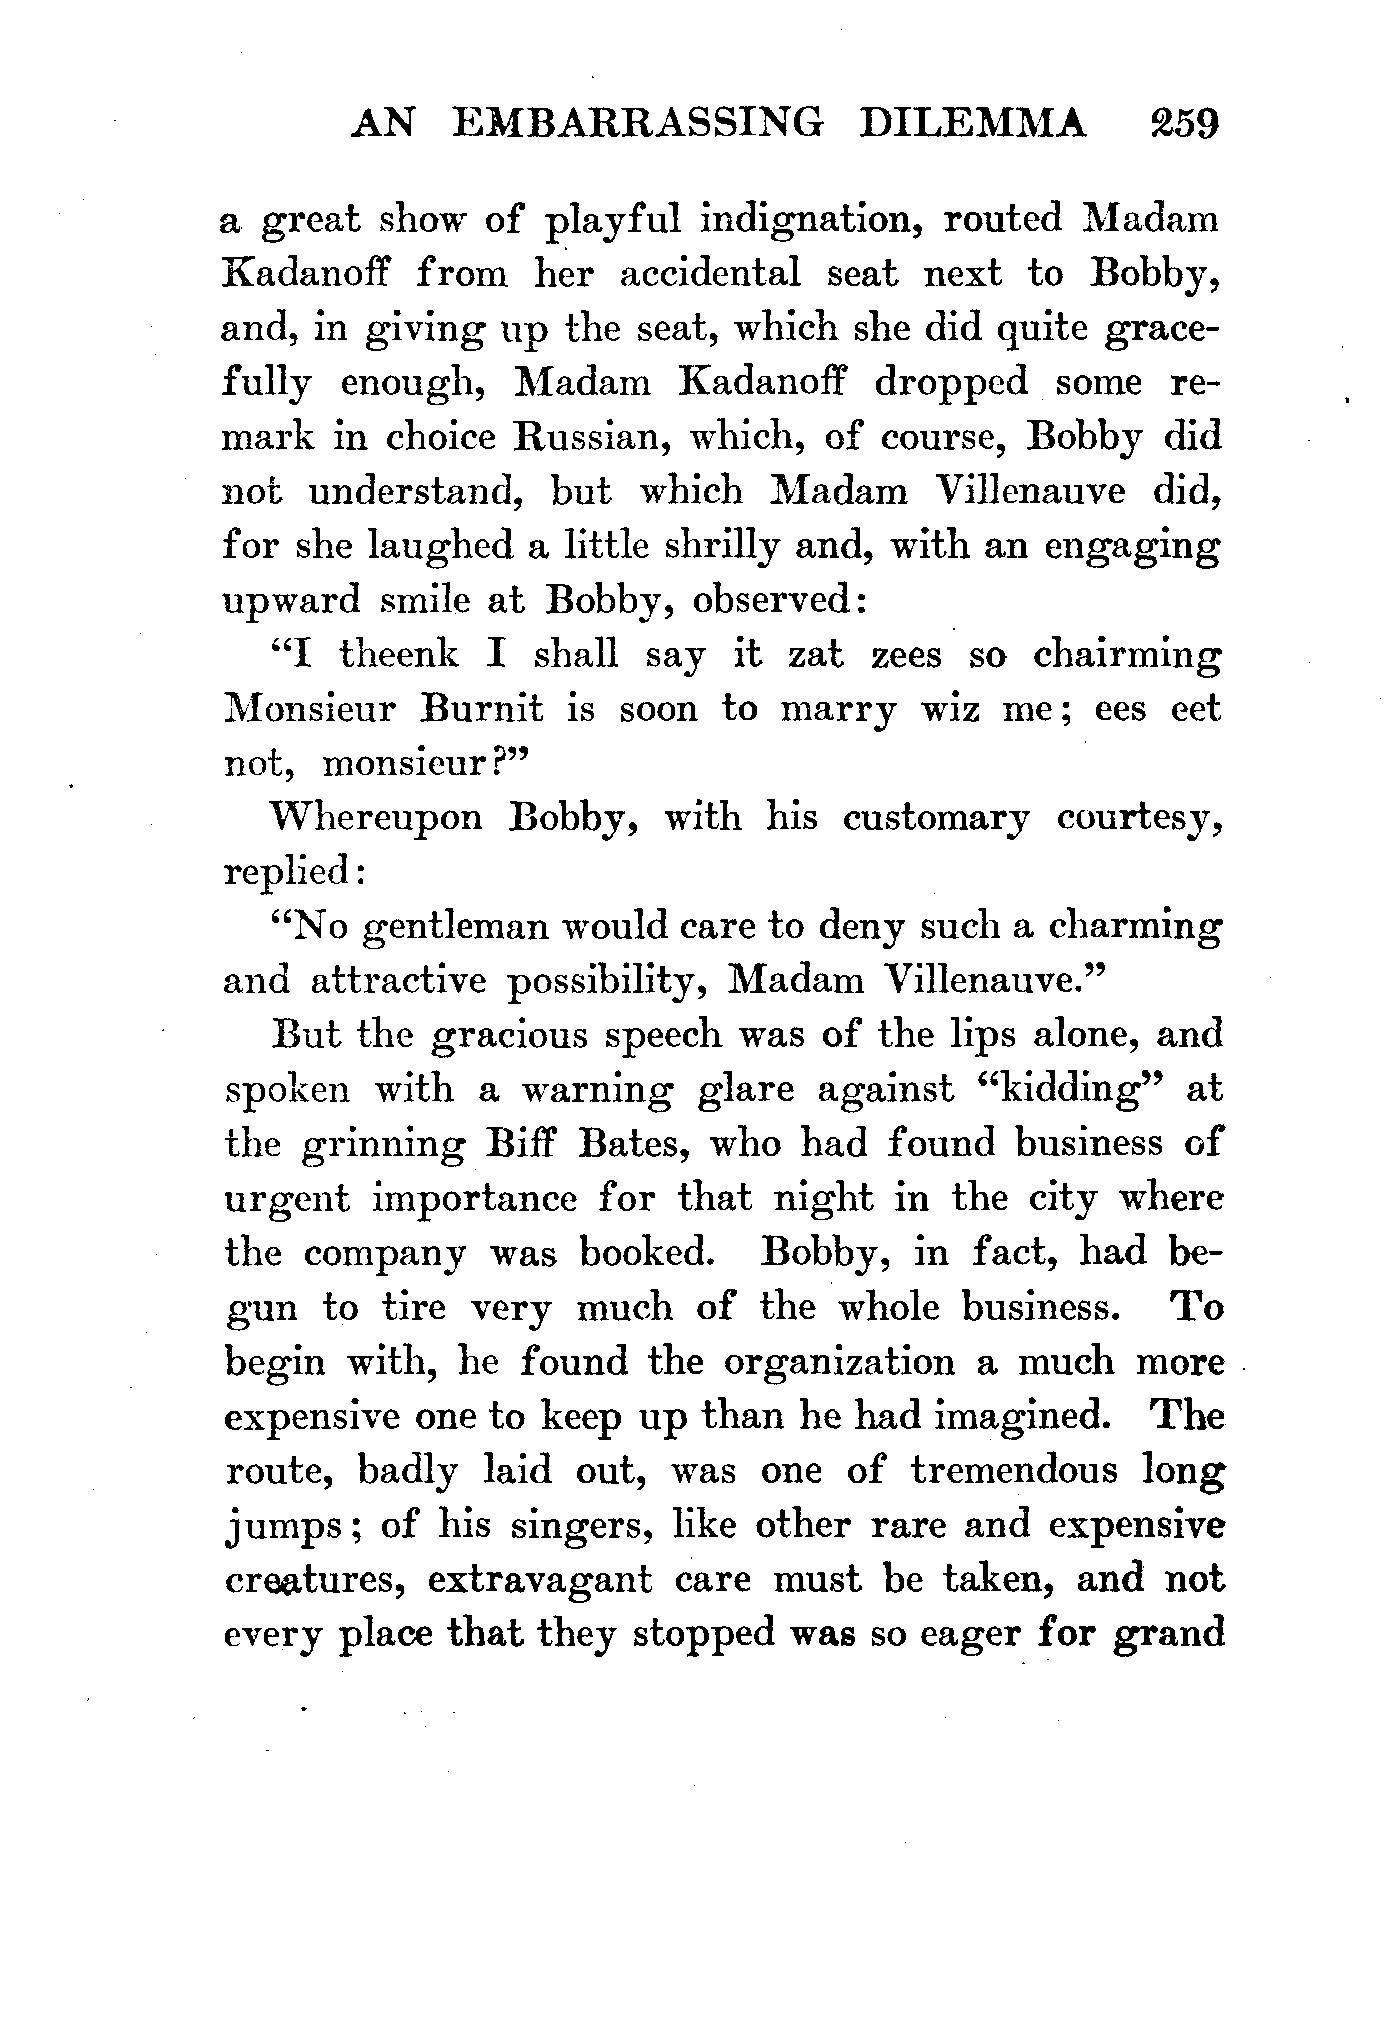 AN EMBARRASSING DILEMMA 259
a great show of playful indignation, routed Madam
Kadanoff from her accidental seat next to Bobby,
and, in giving up the seat, which she did quite grace-
fully enough, Madam Kadanoff dropped some re-
mark in choice Russian, which, of course, Bobby did
not understand, but which Madam Villenauve did,
for she laughed a little shrilly and, with an engaging
upward smile at Bobby, observed:
“I theenk I shall say it zat zees so chairming
Monsieur Burnit is soon to marry wiz me; ees eet
not, monsieur?”
Whereupon Bobby, with his customary courtesy,
replied:
“No gentleman would care to deny such a charming
and attractive possibility, Madam Villenauve.”
But the gracious speech was of the lips alone, and
spoken with a warning glare against “kidding” at
the grinning Biff Bates, who had found business of
urgent importance for that night in the city where
the company was booked. Bobby, in fact, had be-
gun to tire very much of the whole business. To
begin with, he found the organization a much more
expensive one to keep up than he had imagined. The
route, badly laid out, was one of tremendous long
jumps; of his singers, like other rare and expensive
creatures, extravagant care must be taken, and not
every place that they stopped was so eager for grand